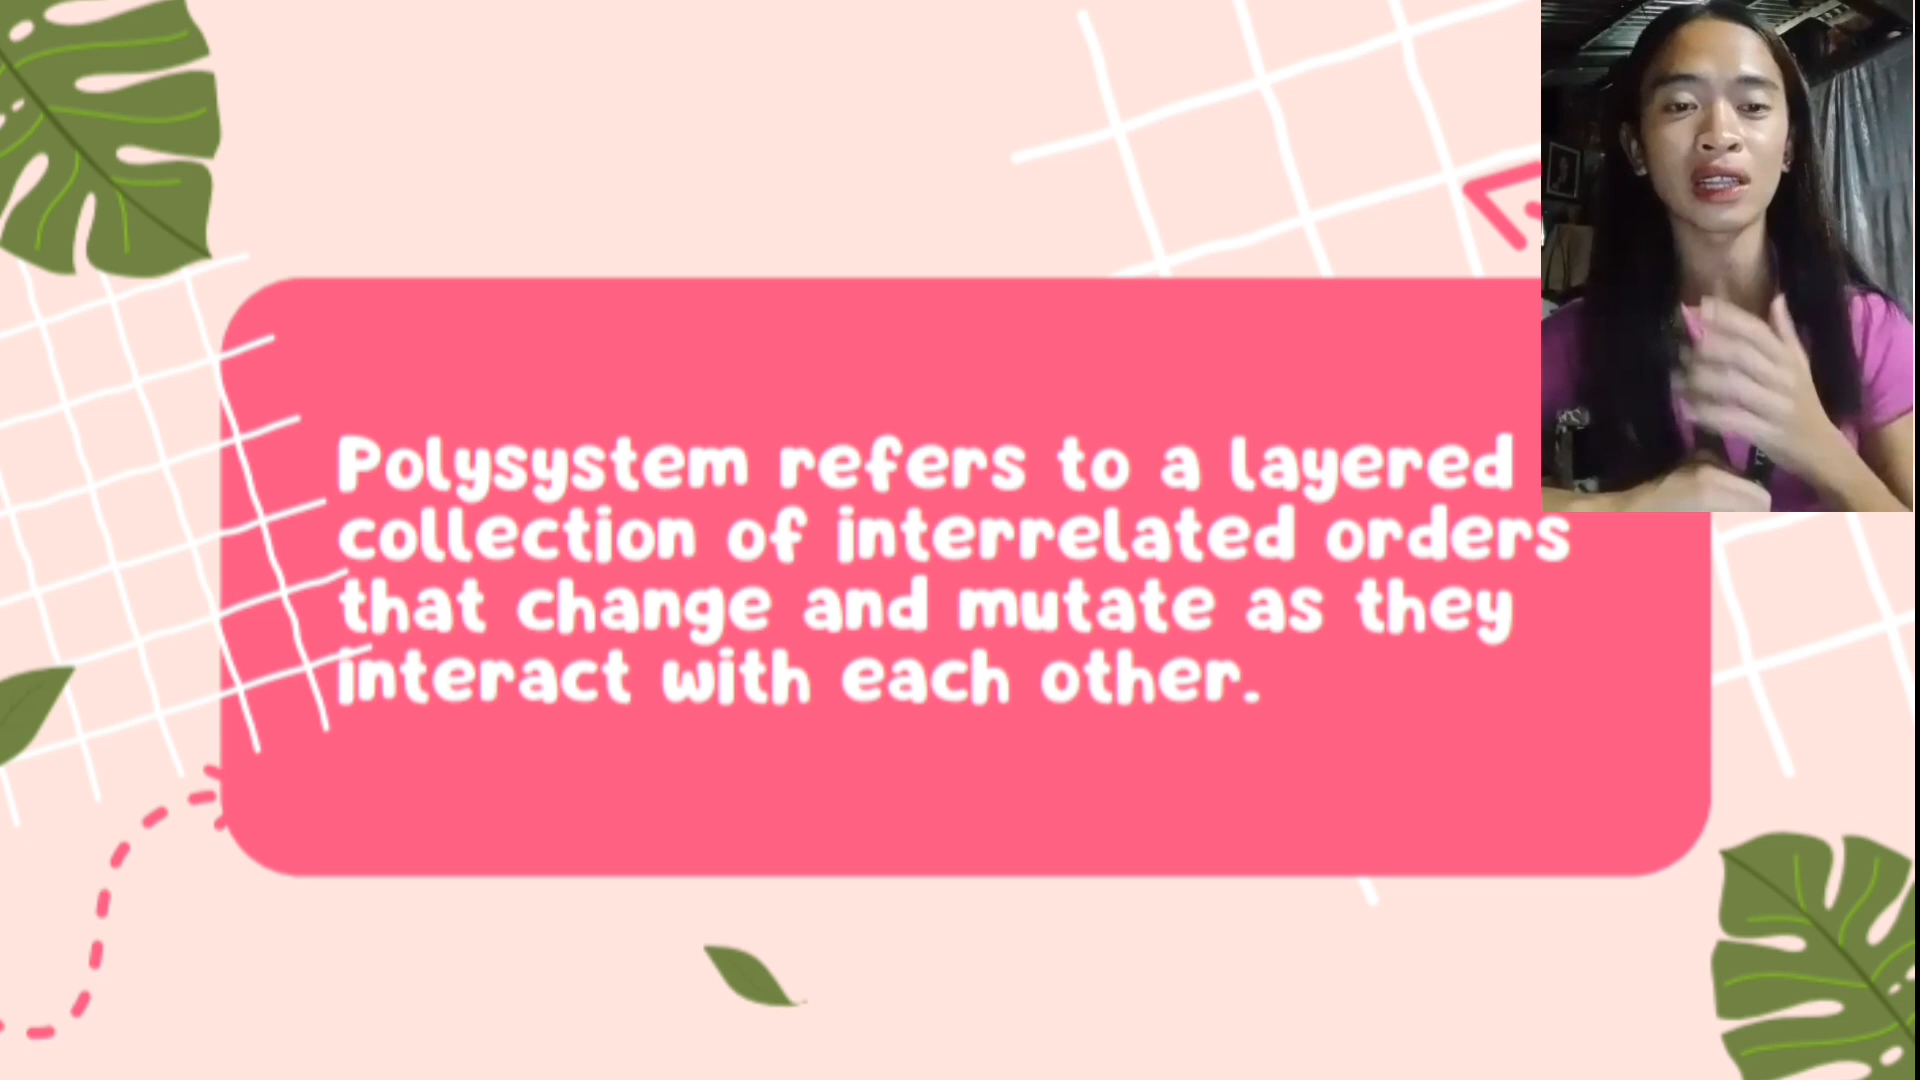 Polysystem refers to a layered
collection of interrelated orders
that change and mutate as they
interact with each other.